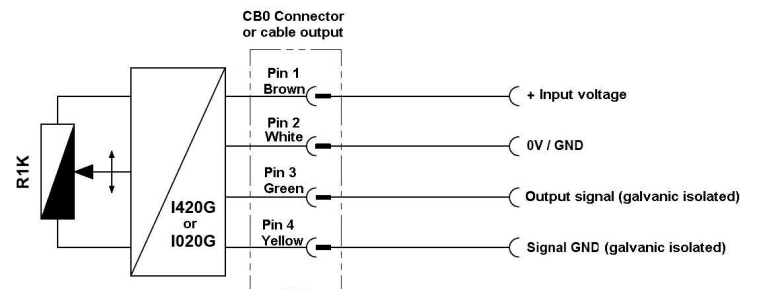 CB0 Connector
or cable output
Pin 1
Brown
+ Input voltage
Pin 2
White
0V / GND
R1K
Pin 3
Green
Output signal (galvanic isolated)
I420G
or
I020G
Pin 4
Yellow
Signal GND (galvanic isolated)